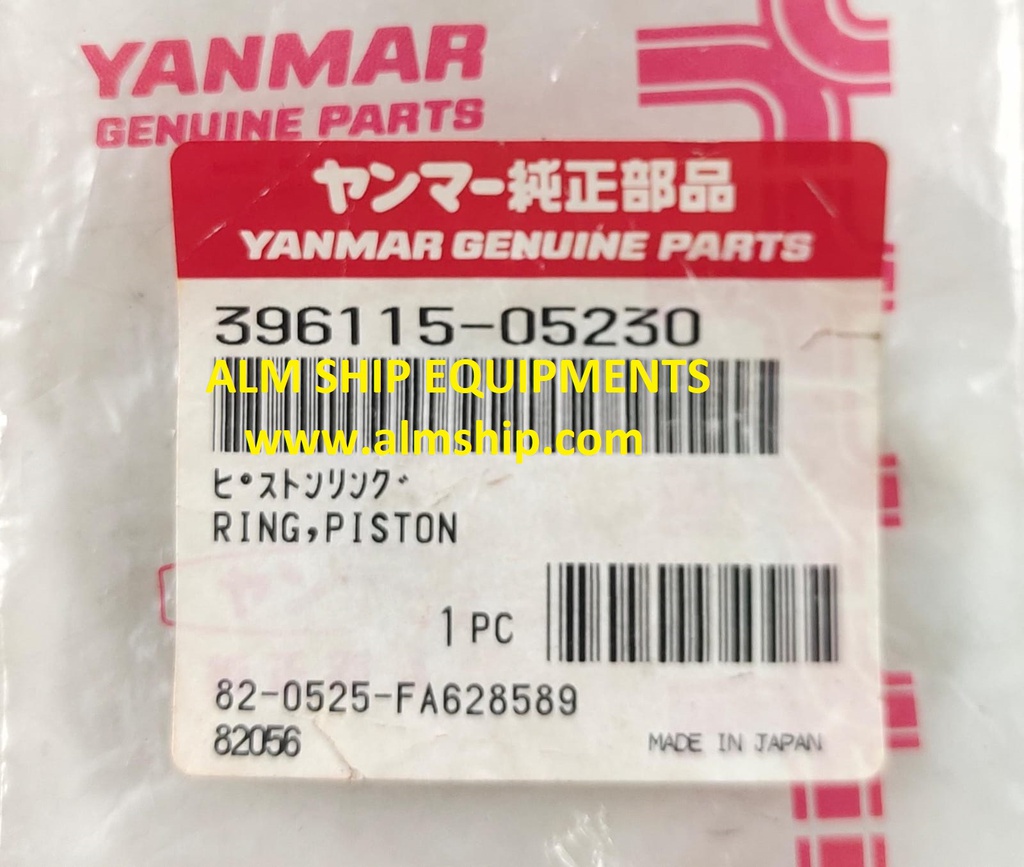 YANMAR
GENUINE PARTS
ヤンマー純正部品
YANMAR GENUINE PARTS
396115-05230
ALM SHIP EQUIPMENTS
www.almship.com
ﾋﾟｽﾄﾝﾘﾝｸﾞ
RING,PISTON
1 PC
82-0525-FA628589
82056
MADE IN JAPAN